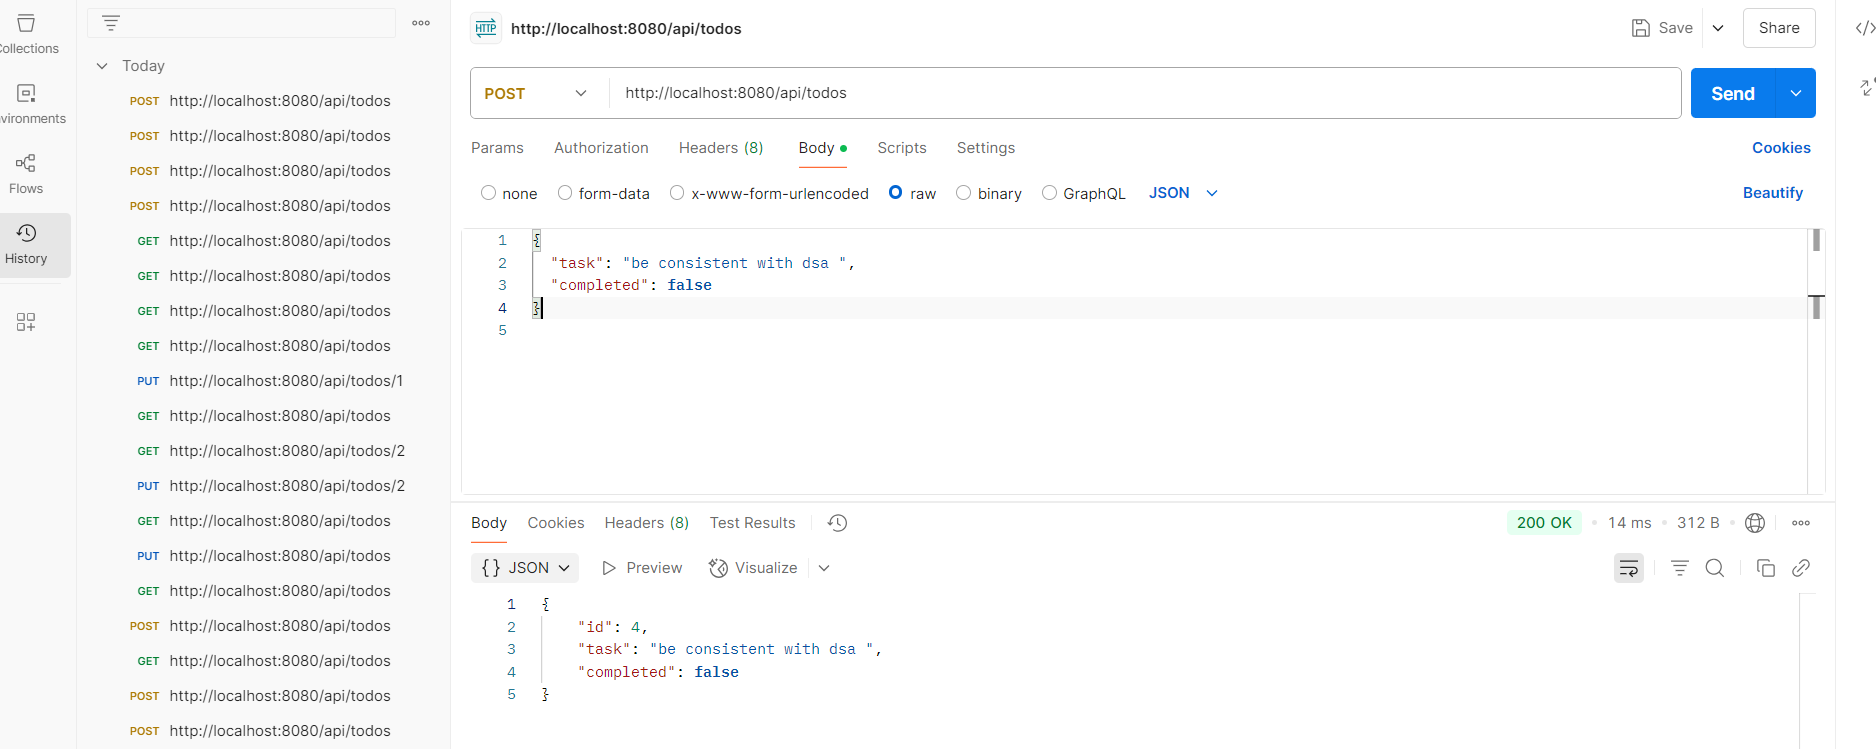 Collections
vironments
Flows
History
Today
POST http://localhost:8080/api/todos
POST http://localhost:8080/api/todos
POST http://localhost:8080/api/todos
POST http://localhost:8080/api/todos
GET http://localhost:8080/api/todos
GET http://localhost:8080/api/todos
GET http://localhost:8080/api/todos
GET http://localhost:8080/api/todos
PUT http://localhost:8080/api/todos/1
GET http://localhost:8080/api/todos
GET http://localhost:8080/api/todos/2
PUT http://localhost:8080/api/todos/2
GET http://localhost:8080/api/todos
PUT http://localhost:8080/api/todos
GET http://localhost:8080/api/todos
POST http://localhost:8080/api/todos
GET http://localhost:8080/api/todos
POST http://localhost:8080/api/todos
POST http://localhost:8080/api/todos
HTTP http://localhost:8080/api/todos Save Share </>
POST http://localhost:8080/api/todos Send
Params Authorization Headers (8) Body Scripts Settings Cookies
none form-data x-www-form-urlencoded raw binary GraphQL JSON Beautify
1 {
2 "task": "be consistent with dsa ",
3 "completed": false
4 }
5
Body Cookies Headers (8) Test Results 200 OK 14 ms 312 B
{} JSON Preview Visualize
1 {
2 "id": 4,
3 "task": "be consistent with dsa ",
4 "completed": false
5 }